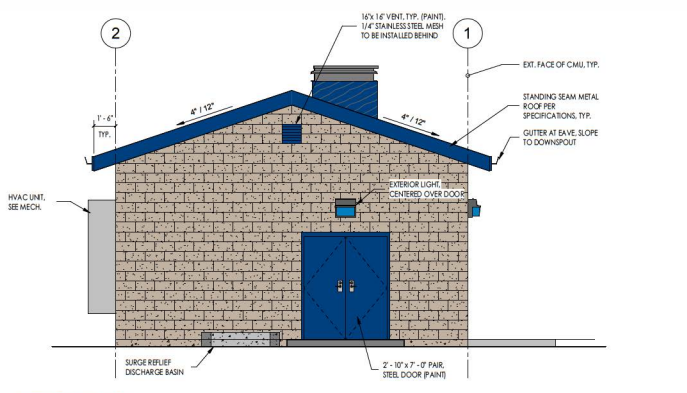 2
1
16"x 16" VENT, TYP. (PAINT).
1/4" STAINLESS STEEL MESH
TO BE INSTALLED BEHIND
EXT. FACE OF CMU, TYP.
STANDING SEAM METAL
ROOF PER
SPECIFICATIONS, TYP.
GUTTER AT EAVE, SLOPE
TO DOWNSPOUT
4" / 12"
4" / 12"
1' - 6"
TYP.
EXTERIOR LIGHT,
CENTERED OVER DOOR
HVAC UNIT,
SEE MECH.
SURGE REFLIEF
DISCHARGE BASIN
2' - 10" x 7' - 0" PAIR,
STEEL DOOR (PAINT)